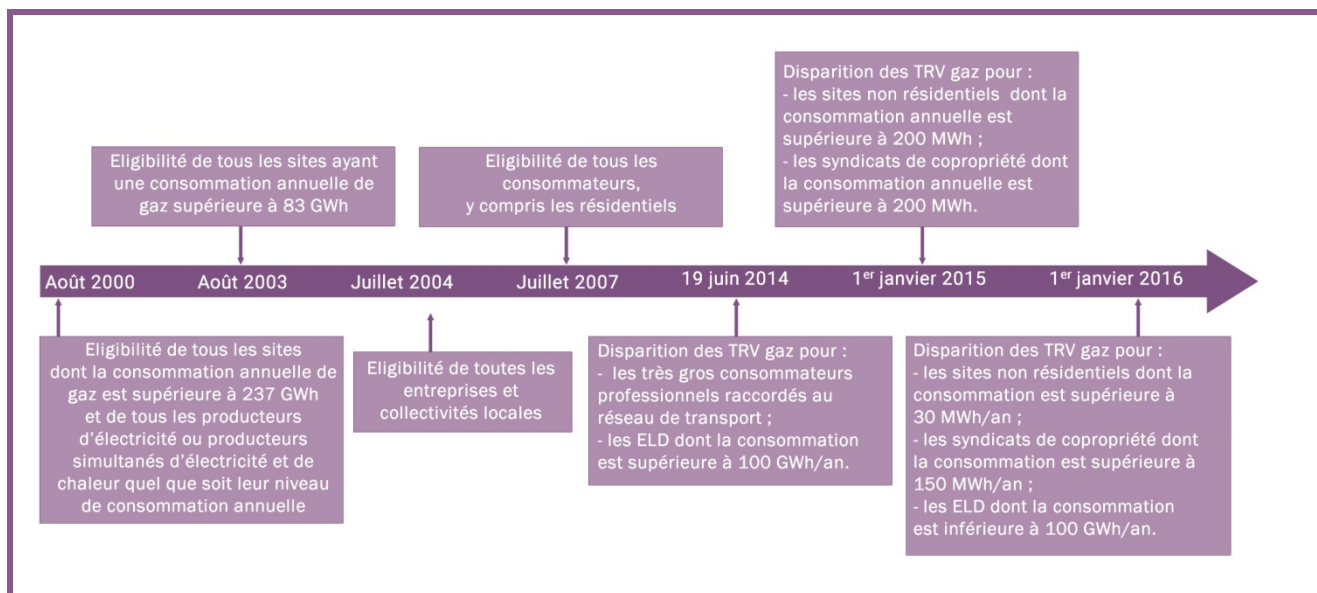 Disparition des TRV gaz pour :
- les sites non résidentiels dont la
consommation annuelle est
supérieure à 200 MWh ;
- les syndicats de copropriété dont
la consommation annuelle est
supérieure à 200 MWh.
Eligibilité de tous les sites ayant
une consommation annuelle de
gaz supérieure à 83 GWh
Eligibilité de tous les
consommateurs,
y compris les résidentiels
Août 2000 Août 2003 Juillet 2004 Juillet 2007 19 juin 2014 1er janvier 2015 1er janvier 2016
Eligibilité de tous les sites
dont la consommation annuelle de
gaz est supérieure à 237 GWh
et de tous les producteurs
d’électricité ou producteurs
simultanés d’électricité et de
chaleur quel que soit leur niveau
de consommation annuelle
Eligibilité de toutes les
entreprises et
collectivités locales
Disparition des TRV gaz pour :
- les très gros consommateurs
professionnels raccordés au
réseau de transport ;
- les ELD dont la consommation
est supérieure à 100 GWh/an.
Disparition des TRV gaz pour :
- les sites non résidentiels dont la
consommation est supérieure à
30 MWh/an ;
- les syndicats de copropriété dont
la consommation est supérieure à
150 MWh/an ;
- les ELD dont la consommation
est inférieure à 100 GWh/an.